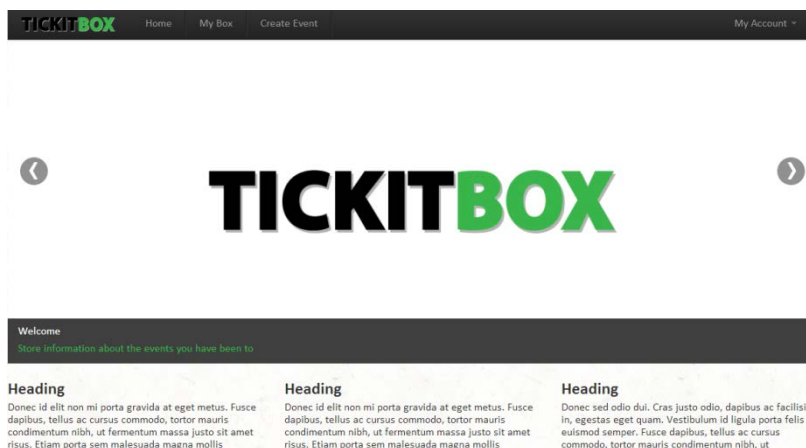 TICKITBOX Home My Box Create Event My Account
TICKITBOX
Welcome
Store information about the events you have been to
Heading
Donec id elit non mi porta gravida at eget metus. Fusce
dapibus, tellus ac cursus commodo, tortor mauris
condimentum nibh, ut fermentum massa justo sit amet
risus. Etiam porta sem malesuada magna mollis
Heading
Donec id elit non mi porta gravida at eget metus. Fusce
dapibus, tellus ac cursus commodo, tortor mauris
condimentum nibh, ut fermentum massa justo sit amet
risus. Etiam porta sem malesuada magna mollis
Heading
Donec sed odio dui. Cras justo odio, dapibus ac facilisi
in, egestas eget quam. Vestibulum id ligula porta felis
euismod semper. Fusce dapibus, tellus ac cursus
commodo, tortor mauris condimentum nibh, ut